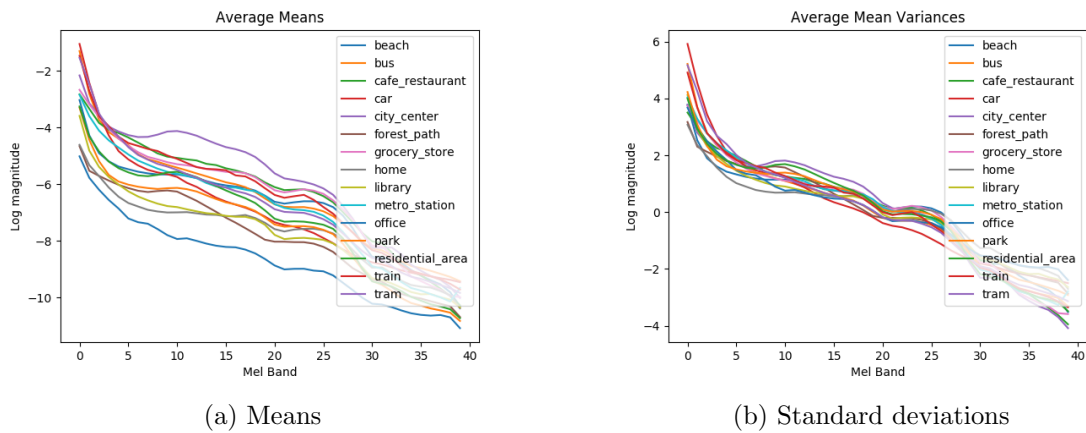 Average Means
Log magnitude
−2
−4
−6
−8
−10
0 5 10 15 20 25 30 35 40
Mel Band
beach
bus
cafe_restaurant
car
city_center
forest_path
grocery_store
home
library
metro_station
office
park
residential_area
train
tram
(a) Means
Average Mean Variances
Log magnitude
6
4
2
0
−2
−4
0 5 10 15 20 25 30 35 40
Mel Band
beach
bus
cafe_restaurant
car
city_center
forest_path
grocery_store
home
library
metro_station
office
park
residential_area
train
tram
(b) Standard deviations